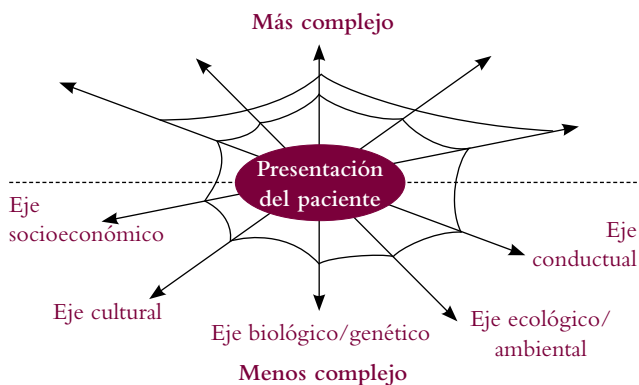 Más complejo
Presentación
del paciente
Eje
socioeconómico
Eje
conductual
Eje cultural
Eje biológico/genético
Eje ecológico/
ambiental
Menos complejo